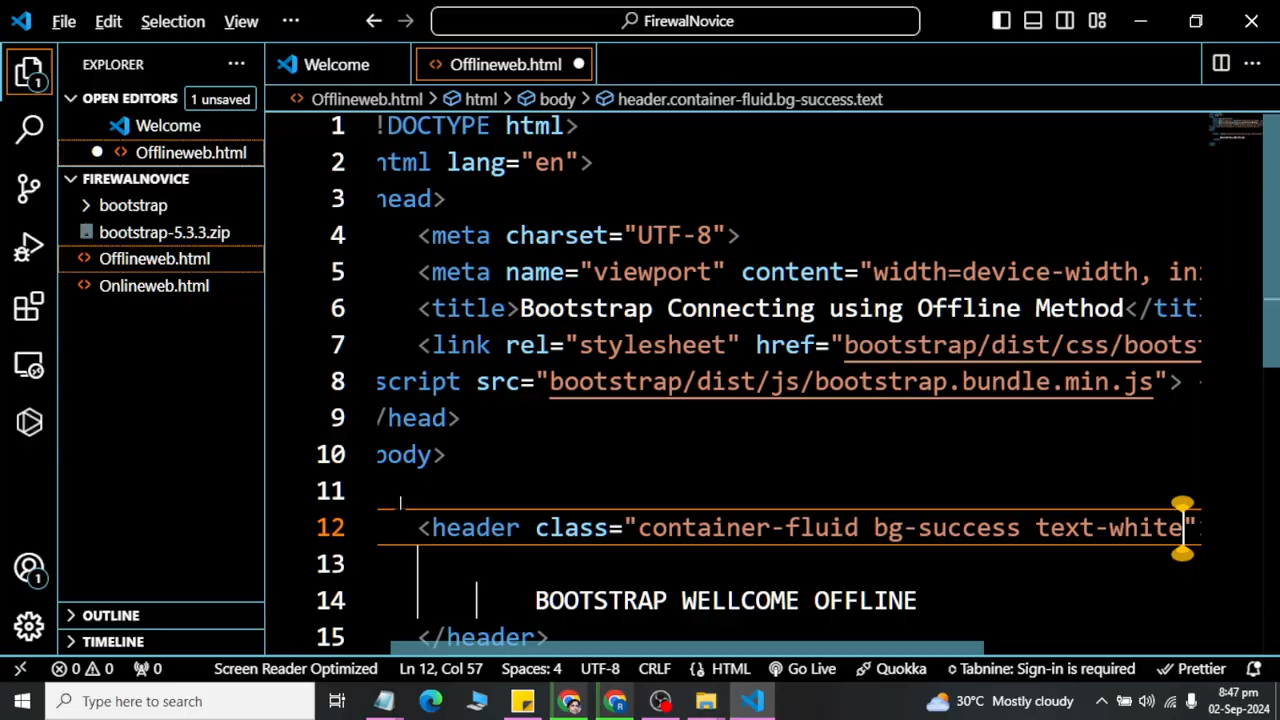 File Edit Selection View ··· FirewalNovice
EXPLORER ···
OPEN EDITORS 1 unsaved
Welcome
Offlineweb.html
FIREWALNOVICE
bootstrap
bootstrap-5.3.3.zip
Offlineweb.html
Onlineweb.html
OUTLINE
TIMELINE
Welcome Offlineweb.html
Offlineweb.html > html > body > header.container-fluid.bg-success.text
1 !DOCTYPE html>
2 html lang="en">
3 head>
4 <meta charset="UTF-8">
5 <meta name="viewport" content="width=device-width, in
6 <title>Bootstrap Connecting using Offline Method</titl
7 <link rel="stylesheet" href="bootstrap/dist/css/boots
8 script src="bootstrap/dist/js/bootstrap.bundle.min.js"> <
9 /head>
10 body>
11
12 <header class="container-fluid bg-success text-white">
13
14 BOOTSTRAP WELLCOME OFFLINE
15 </header>
0 0 0 Screen Reader Optimized Ln 12, Col 57 Spaces: 4 UTF-8 CRLF {} HTML Go Live Quokka Tabnine: Sign-in is required Prettier
Type here to search 30°C Mostly cloudy 8:47 pm
02-Sep-2024